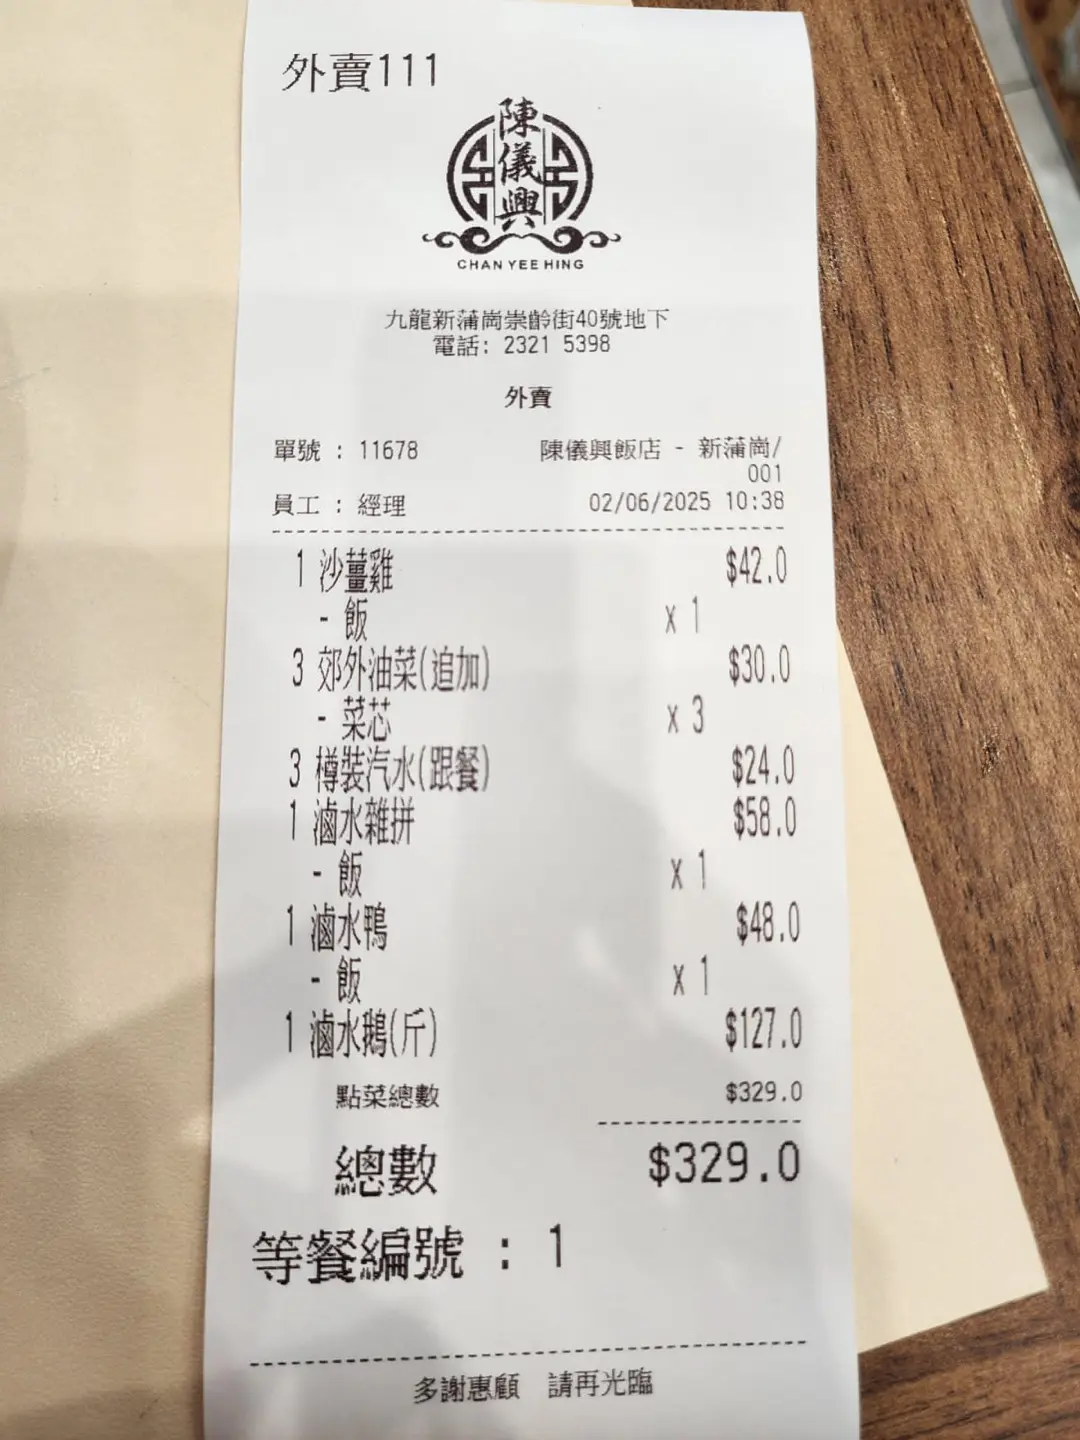 外賣111
陳儀興
CHAN YEE HING
九龍新蒲崗崇齡街40號地下
電話: 2321 5398
外賣
單號 : 11678 陳儀興飯店 - 新蒲崗/
001
員工 : 經理 02/06/2025 10:38
1 沙薑雞 $42.0
- 飯 x 1
3 郊外油菜(追加) $30.0
- 菜芯 x 3
3 樽裝汽水(跟餐) $24.0
1 滷水雜拼 $58.0
- 飯 x 1
1 滷水鴨 $48.0
- 飯 x 1
1 滷水鵝(斤) $127.0
點菜總數 $329.0
總數 $329.0
等餐編號 : 1
多謝惠顧 請再光臨